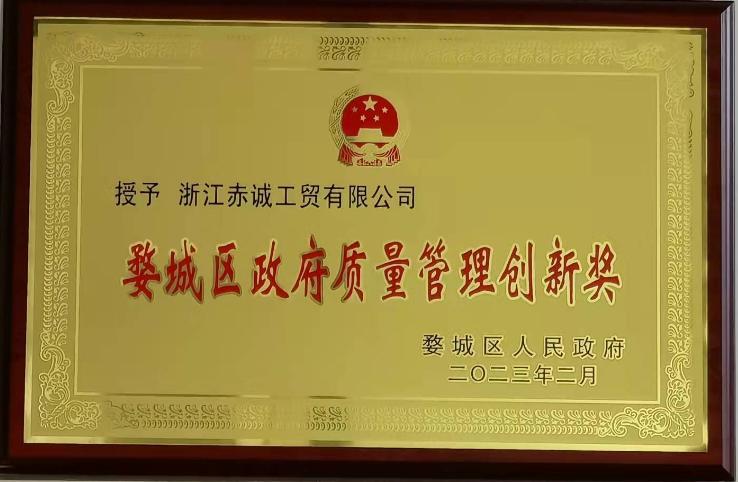 授予 浙江赤诚工贸有限公司
婺城区政府质量管理创新奖
婺城区人民政府
二〇二三年二月